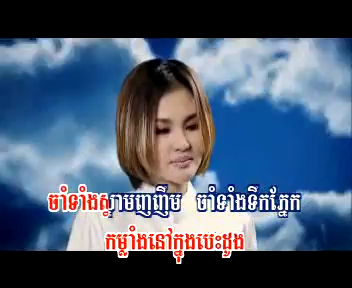 ចាំទាំងស្រាមញញឹម ចាំទាំងទឹកភ្នែក
កម្លាំងនៅក្នុងបេះដូង